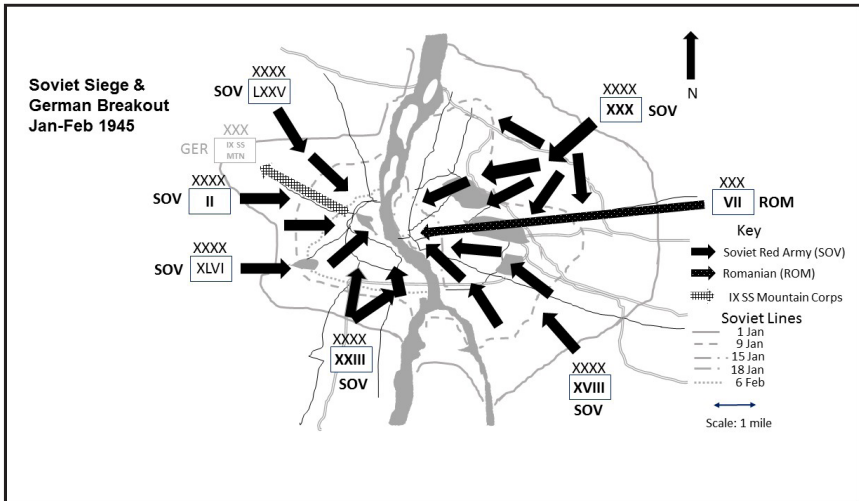 Soviet Siege &
German Breakout
Jan-Feb 1945
XXXX
SOV LXXV
XXX
GER IX SS
MTN
XXXX
SOV II
XXXX
SOV XLVI
XXXX
XXIII
SOV
XXXX
XXX SOV
N
XXX
VII ROM
XXXX
XVIII
SOV
Key
Soviet Red Army (SOV)
Romanian (ROM)
IX SS Mountain Corps
Soviet Lines
1 Jan
9 Jan
15 Jan
18 Jan
6 Feb
Scale: 1 mile